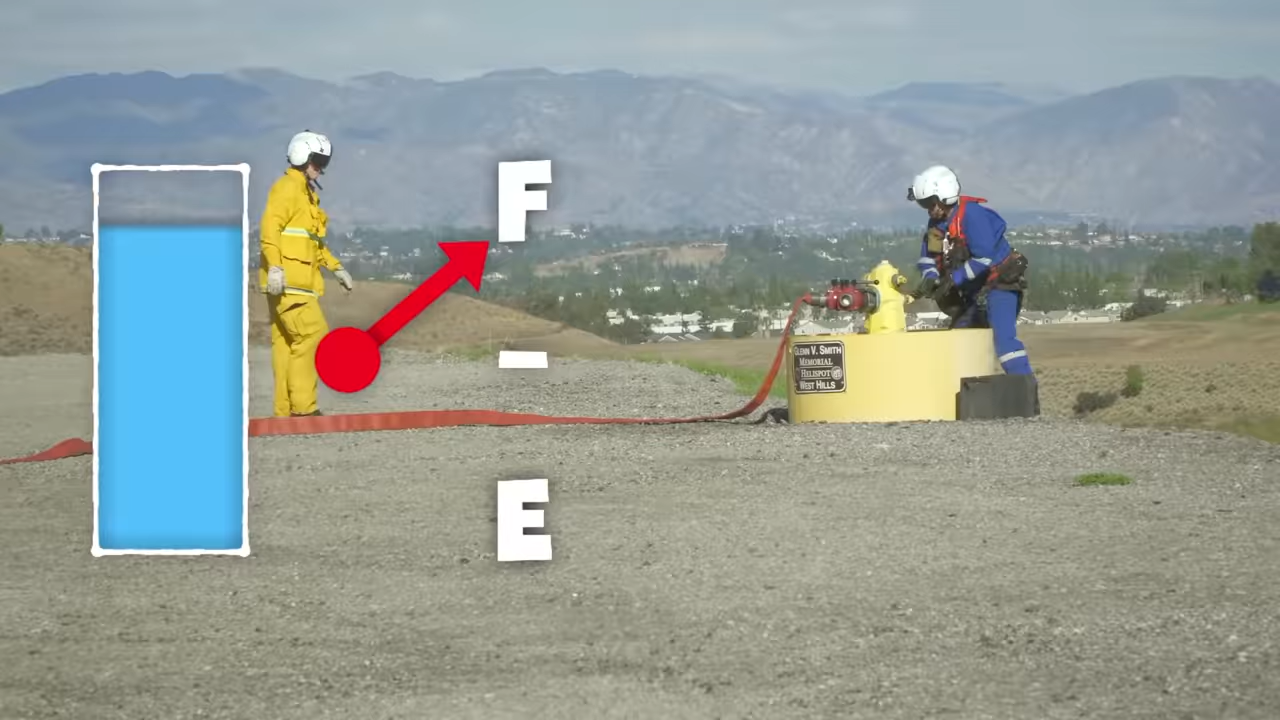 F
E
GLENN V. SMITH
MEMORIAL
HELISPOT
WEST HILLS